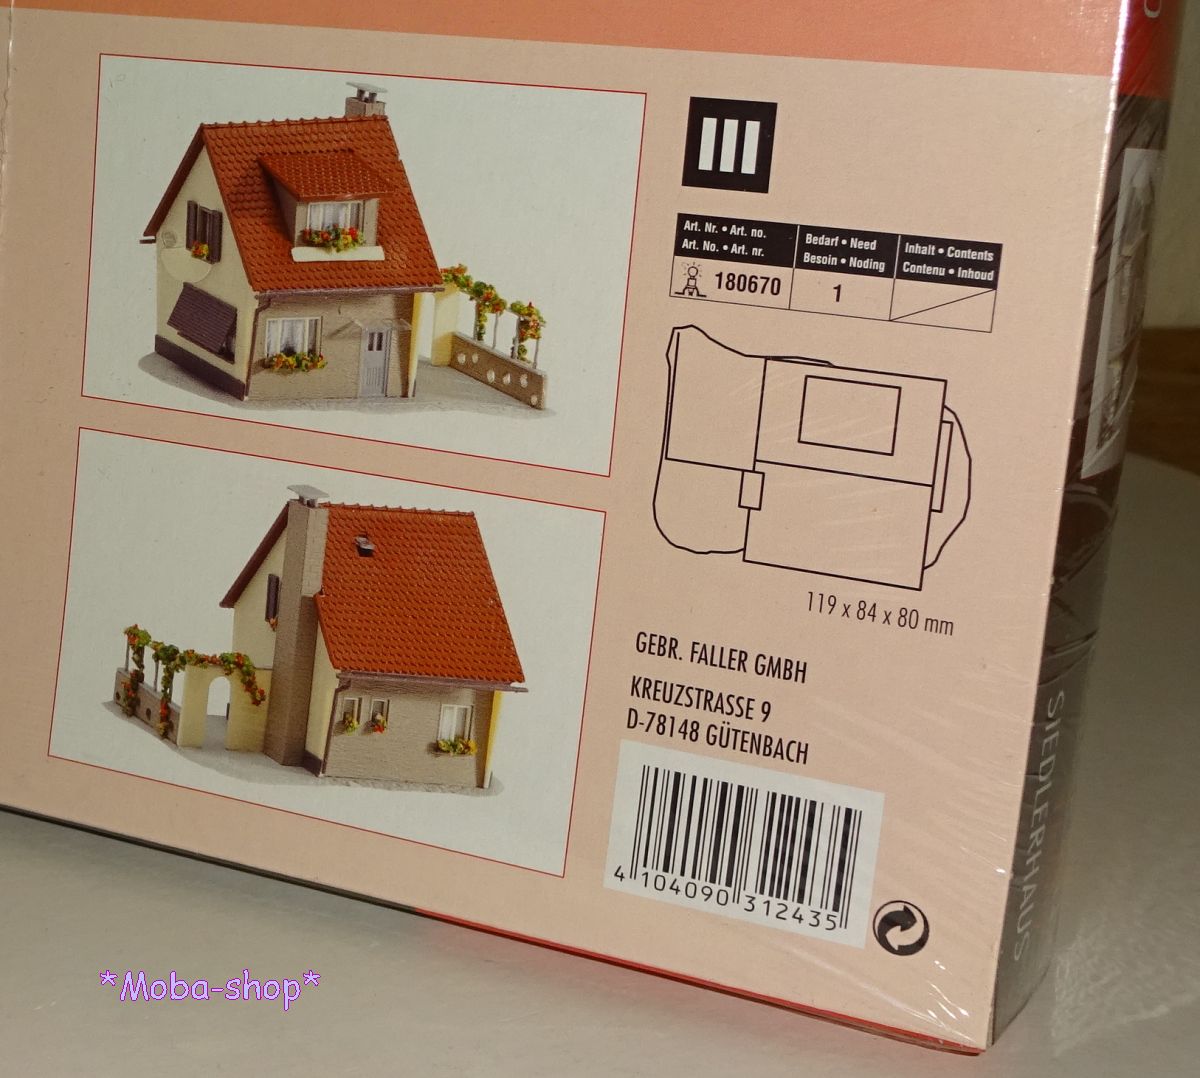 III
Art. Nr. • Art. no.
Art. No. • Art. nr.
Bedarf • Need
Besoin • Noding
Inhalt • Contents
Contenu • Inhoud
180670
1
119 x 84 x 80 mm
GEBR. FALLER GMBH
KREUZSTRASSE 9
D-78148 GÜTENBACH
4 104090 312435
SIEDLERHAUS
*Moba-shop*